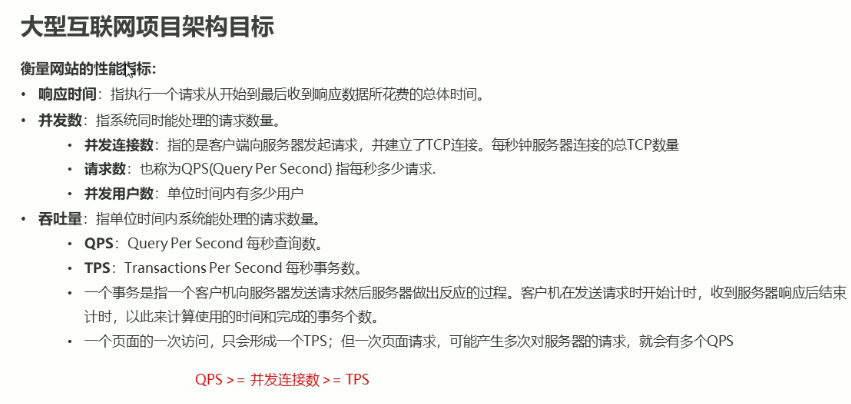 大型互联网项目架构目标
衡量网站的性能指标：
• 响应时间：指执行一个请求从开始到最后收到响应数据所花费的总体时间。
• 并发数：指系统同时能处理的请求数量。
• 并发连接数：指的是客户端向服务器发起请求，并建立了TCP连接。每秒钟服务器连接的总TCP数量
• 请求数：也称为QPS(Query Per Second) 指每秒多少请求.
• 并发用户数：单位时间内有多少用户
• 吞吐量：指单位时间内系统能处理的请求数量。
• QPS：Query Per Second 每秒查询数。
• TPS：Transactions Per Second 每秒事务数。
• 一个事务是指一个客户机向服务器发送请求然后服务器做出反应的过程。客户机在发送请求时开始计时，收到服务器响应后结束
计时，以此来计算使用的时间和完成的事务个数。
• 一个页面的一次访问，只会形成一个TPS；但一次页面请求，可能产生多次对服务器的请求，就会有多个QPS
QPS >= 并发连接数 >= TPS